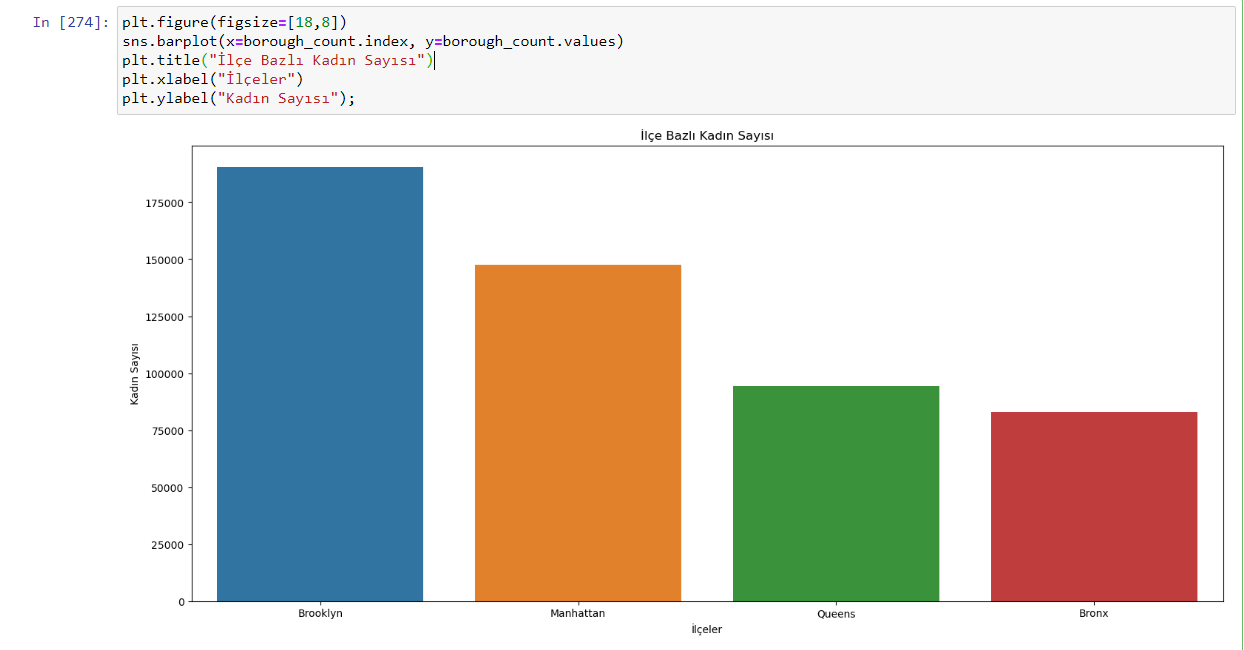 In [274]: plt.figure(figsize=[18,8])
sns.barplot(x=borough_count.index, y=borough_count.values)
plt.title("İlçe Bazlı Kadın Sayısı")
plt.xlabel("İlçeler")
plt.ylabel("Kadın Sayısı");
İlçe Bazlı Kadın Sayısı
175000
150000
125000
100000
75000
50000
25000
0
Kadın Sayısı
Brooklyn Manhattan Queens Bronx
İlçeler